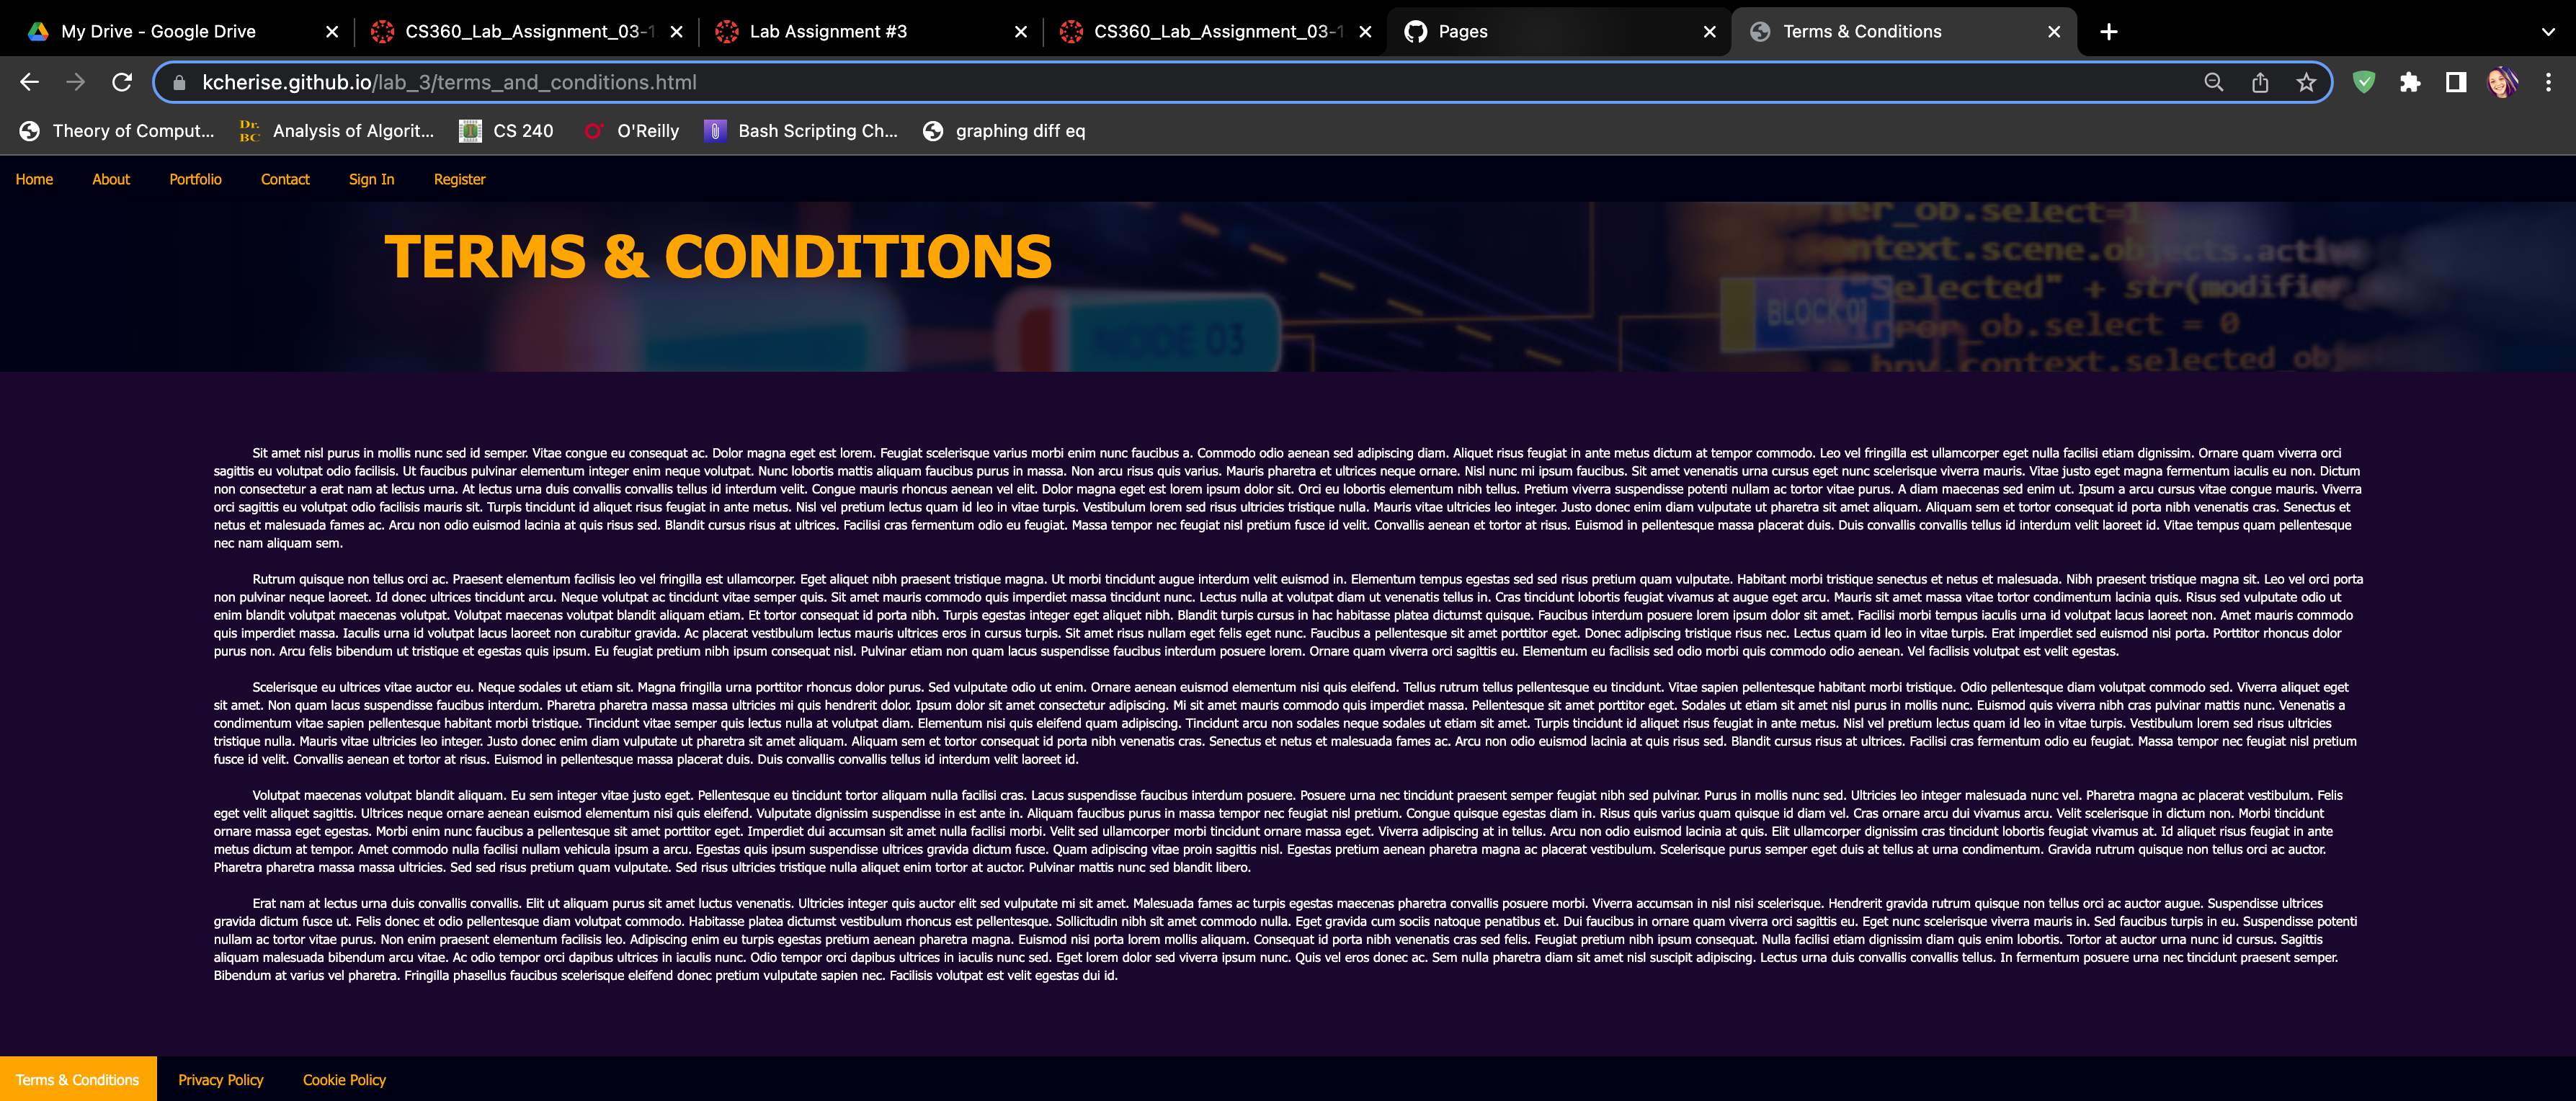 My Drive - Google Drive
CS360_Lab_Assignment_03-1
Lab Assignment #3
CS360_Lab_Assignment_03-1
Pages
Terms & Conditions
kcherise.github.io/lab_3/terms_and_conditions.html
Theory of Comput...
Dr. BC
Analysis of Algorit...
CS 240
O'Reilly
Bash Scripting Ch...
graphing diff eq
Home About Portfolio Contact Sign In Register
TERMS & CONDITIONS
er_ob.select=1
ontext.scene.objects.active
"Selected" + str(modifier
BLOCK 01
_ob.select = 0
NODE 03
bpy.context.selected_obj
Sit amet nisl purus in mollis nunc sed id semper. Vitae congue eu consequat ac. Dolor magna eget est lorem. Feugiat scelerisque varius morbi enim nunc faucibus a. Commodo odio aenean sed adipiscing diam. Aliquet risus feugiat in ante metus dictum at tempor commodo. Leo vel fringilla est ullamcorper eget nulla facilisi etiam dignissim. Ornare quam viverra orci
sagittis eu volutpat odio facilisis. Ut faucibus pulvinar elementum integer enim neque volutpat. Nunc lobortis mattis aliquam faucibus purus in massa. Non arcu risus quis varius. Mauris pharetra et ultrices neque ornare. Nisl nunc mi ipsum faucibus. Sit amet venenatis urna cursus eget nunc scelerisque viverra mauris. Vitae justo eget magna fermentum iaculis eu non. Dictum
non consectetur a erat nam at lectus urna. At lectus urna duis convallis convallis tellus id interdum velit. Congue mauris rhoncus aenean vel elit. Dolor magna eget est lorem ipsum dolor sit. Orci eu lobortis elementum nibh tellus. Pretium viverra suspendisse potenti nullam ac tortor vitae purus. A diam maecenas sed enim ut. Ipsum a arcu cursus vitae congue mauris. Viverra
orci sagittis eu volutpat odio facilisis mauris sit. Turpis tincidunt id aliquet risus feugiat in ante metus. Nisl vel pretium lectus quam id leo in vitae turpis. Vestibulum lorem sed risus ultricies tristique nulla. Mauris vitae ultricies leo integer. Justo donec enim diam vulputate ut pharetra sit amet aliquam. Aliquam sem et tortor consequat id porta nibh venenatis cras. Senectus et
netus et malesuada fames ac. Arcu non odio euismod lacinia at quis risus sed. Blandit cursus risus at ultrices. Facilisi cras fermentum odio eu feugiat. Massa tempor nec feugiat nisl pretium fusce id velit. Convallis aenean et tortor at risus. Euismod in pellentesque massa placerat duis. Duis convallis convallis tellus id interdum velit laoreet id. Vitae tempus quam pellentesque
nec nam aliquam sem.
Rutrum quisque non tellus orci ac. Praesent elementum facilisis leo vel fringilla est ullamcorper. Eget aliquet nibh praesent tristique magna. Ut morbi tincidunt augue interdum velit euismod in. Elementum tempus egestas sed sed risus pretium quam vulputate. Habitant morbi tristique senectus et netus et malesuada. Nibh praesent tristique magna sit. Leo vel orci porta
non pulvinar neque laoreet. Id donec ultrices tincidunt arcu. Neque volutpat ac tincidunt vitae semper quis. Sit amet mauris commodo quis imperdiet massa tincidunt nunc. Lectus nulla at volutpat diam ut venenatis tellus in. Cras tincidunt lobortis feugiat vivamus at augue eget arcu. Mauris sit amet massa vitae tortor condimentum lacinia quis. Risus sed vulputate odio ut
enim blandit volutpat maecenas volutpat. Volutpat maecenas volutpat blandit aliquam etiam. Et tortor consequat id porta nibh. Turpis egestas integer eget aliquet nibh. Blandit turpis cursus in hac habitasse platea dictumst quisque. Faucibus interdum posuere lorem ipsum dolor sit amet. Facilisi morbi tempus iaculis urna id volutpat lacus laoreet non. Amet mauris commodo
quis imperdiet massa. Iaculis urna id volutpat lacus laoreet non curabitur gravida. Ac placerat vestibulum lectus mauris ultrices eros in cursus turpis. Sit amet risus nullam eget felis eget nunc. Faucibus a pellentesque sit amet porttitor eget. Donec adipiscing tristique risus nec. Lectus quam id leo in vitae turpis. Erat imperdiet sed euismod nisi porta. Porttitor rhoncus dolor
purus non. Arcu felis bibendum ut tristique et egestas quis ipsum. Eu feugiat pretium nibh ipsum consequat nisl. Pulvinar etiam non quam lacus suspendisse faucibus interdum posuere lorem. Ornare quam viverra orci sagittis eu. Elementum eu facilisis sed odio morbi quis commodo odio aenean. Vel facilisis volutpat est velit egestas.
Scelerisque eu ultrices vitae auctor eu. Neque sodales ut etiam sit. Magna fringilla urna porttitor rhoncus dolor purus. Sed vulputate odio ut enim. Ornare aenean euismod elementum nisi quis eleifend. Tellus rutrum tellus pellentesque eu tincidunt. Vitae sapien pellentesque habitant morbi tristique. Odio pellentesque diam volutpat commodo sed. Viverra aliquet eget
sit amet. Non quam lacus suspendisse faucibus interdum. Pharetra pharetra massa massa ultricies mi quis hendrerit dolor. Ipsum dolor sit amet consectetur adipiscing. Mi sit amet mauris commodo quis imperdiet massa. Pellentesque sit amet porttitor eget. Sodales ut etiam sit amet nisl purus in mollis nunc. Euismod quis viverra nibh cras pulvinar mattis nunc. Venenatis a
condimentum vitae sapien pellentesque habitant morbi tristique. Tincidunt vitae semper quis lectus nulla at volutpat diam. Elementum nisi quis eleifend quam adipiscing. Tincidunt arcu non sodales neque sodales ut etiam sit amet. Turpis tincidunt id aliquet risus feugiat in ante metus. Nisl vel pretium lectus quam id leo in vitae turpis. Vestibulum lorem sed risus ultricies
tristique nulla. Mauris vitae ultricies leo integer. Justo donec enim diam vulputate ut pharetra sit amet aliquam. Aliquam sem et tortor consequat id porta nibh venenatis cras. Senectus et netus et malesuada fames ac. Arcu non odio euismod lacinia at quis risus sed. Blandit cursus risus at ultrices. Facilisi cras fermentum odio eu feugiat. Massa tempor nec feugiat nisl pretium
fusce id velit. Convallis aenean et tortor at risus. Euismod in pellentesque massa placerat duis. Duis convallis convallis tellus id interdum velit laoreet id.
Volutpat maecenas volutpat blandit aliquam. Eu sem integer vitae justo eget. Pellentesque eu tincidunt tortor aliquam nulla facilisi cras. Lacus suspendisse faucibus interdum posuere. Posuere urna nec tincidunt praesent semper feugiat nibh sed pulvinar. Purus in mollis nunc sed. Ultricies leo integer malesuada nunc vel. Pharetra magna ac placerat vestibulum. Felis
eget velit aliquet sagittis. Ultrices neque ornare aenean euismod elementum nisi quis eleifend. Vulputate dignissim suspendisse in est ante in. Aliquam faucibus purus in massa tempor nec feugiat nisl pretium. Congue quisque egestas diam in. Risus quis varius quam quisque id diam vel. Cras ornare arcu dui vivamus arcu. Velit scelerisque in dictum non. Morbi tincidunt
ornare massa eget egestas. Morbi enim nunc faucibus a pellentesque sit amet porttitor eget. Imperdiet dui accumsan sit amet nulla facilisi morbi. Velit sed ullamcorper morbi tincidunt ornare massa eget. Viverra adipiscing at in tellus. Arcu non odio euismod lacinia at quis. Elit ullamcorper dignissim cras tincidunt lobortis feugiat vivamus at. Id aliquet risus feugiat in ante
metus dictum at tempor. Amet commodo nulla facilisi nullam vehicula ipsum a arcu. Egestas quis ipsum suspendisse ultrices gravida dictum fusce. Quam adipiscing vitae proin sagittis nisl. Egestas pretium aenean pharetra magna ac placerat vestibulum. Scelerisque purus semper eget duis at tellus at urna condimentum. Gravida rutrum quisque non tellus orci ac auctor.
Pharetra pharetra massa massa ultricies. Sed sed risus pretium quam vulputate. Sed risus ultricies tristique nulla aliquet enim tortor at auctor. Pulvinar mattis nunc sed blandit libero.
Erat nam at lectus urna duis convallis convallis. Elit ut aliquam purus sit amet luctus venenatis. Ultricies integer quis auctor elit sed vulputate mi sit amet. Malesuada fames ac turpis egestas maecenas pharetra convallis posuere morbi. Viverra accumsan in nisl nisi scelerisque. Hendrerit gravida rutrum quisque non tellus orci ac auctor augue. Suspendisse ultrices
gravida dictum fusce ut. Felis donec et odio pellentesque diam volutpat commodo. Habitasse platea dictumst vestibulum rhoncus est pellentesque. Sollicitudin nibh sit amet commodo nulla. Eget gravida cum sociis natoque penatibus et. Dui faucibus in ornare quam viverra orci sagittis eu. Eget nunc scelerisque viverra mauris in. Sed faucibus turpis in eu. Suspendisse potenti
nullam ac tortor vitae purus. Non enim praesent elementum facilisis leo. Adipiscing enim eu turpis egestas pretium aenean pharetra magna. Euismod nisi porta lorem mollis aliquam. Consequat id porta nibh venenatis cras sed felis. Feugiat pretium nibh ipsum consequat. Nulla facilisi etiam dignissim diam quis enim lobortis. Tortor at auctor urna nunc id cursus. Sagittis
aliquam malesuada bibendum arcu vitae. Ac odio tempor orci dapibus ultrices in iaculis nunc. Odio tempor orci dapibus ultrices in iaculis nunc sed. Eget lorem dolor sed viverra ipsum nunc. Quis vel eros donec ac. Sem nulla pharetra diam sit amet nisl suscipit adipiscing. Lectus urna duis convallis convallis tellus. In fermentum posuere urna nec tincidunt praesent semper.
Bibendum at varius vel pharetra. Fringilla phasellus faucibus scelerisque eleifend donec pretium vulputate sapien nec. Facilisis volutpat est velit egestas dui id.
Terms & Conditions Privacy Policy Cookie Policy